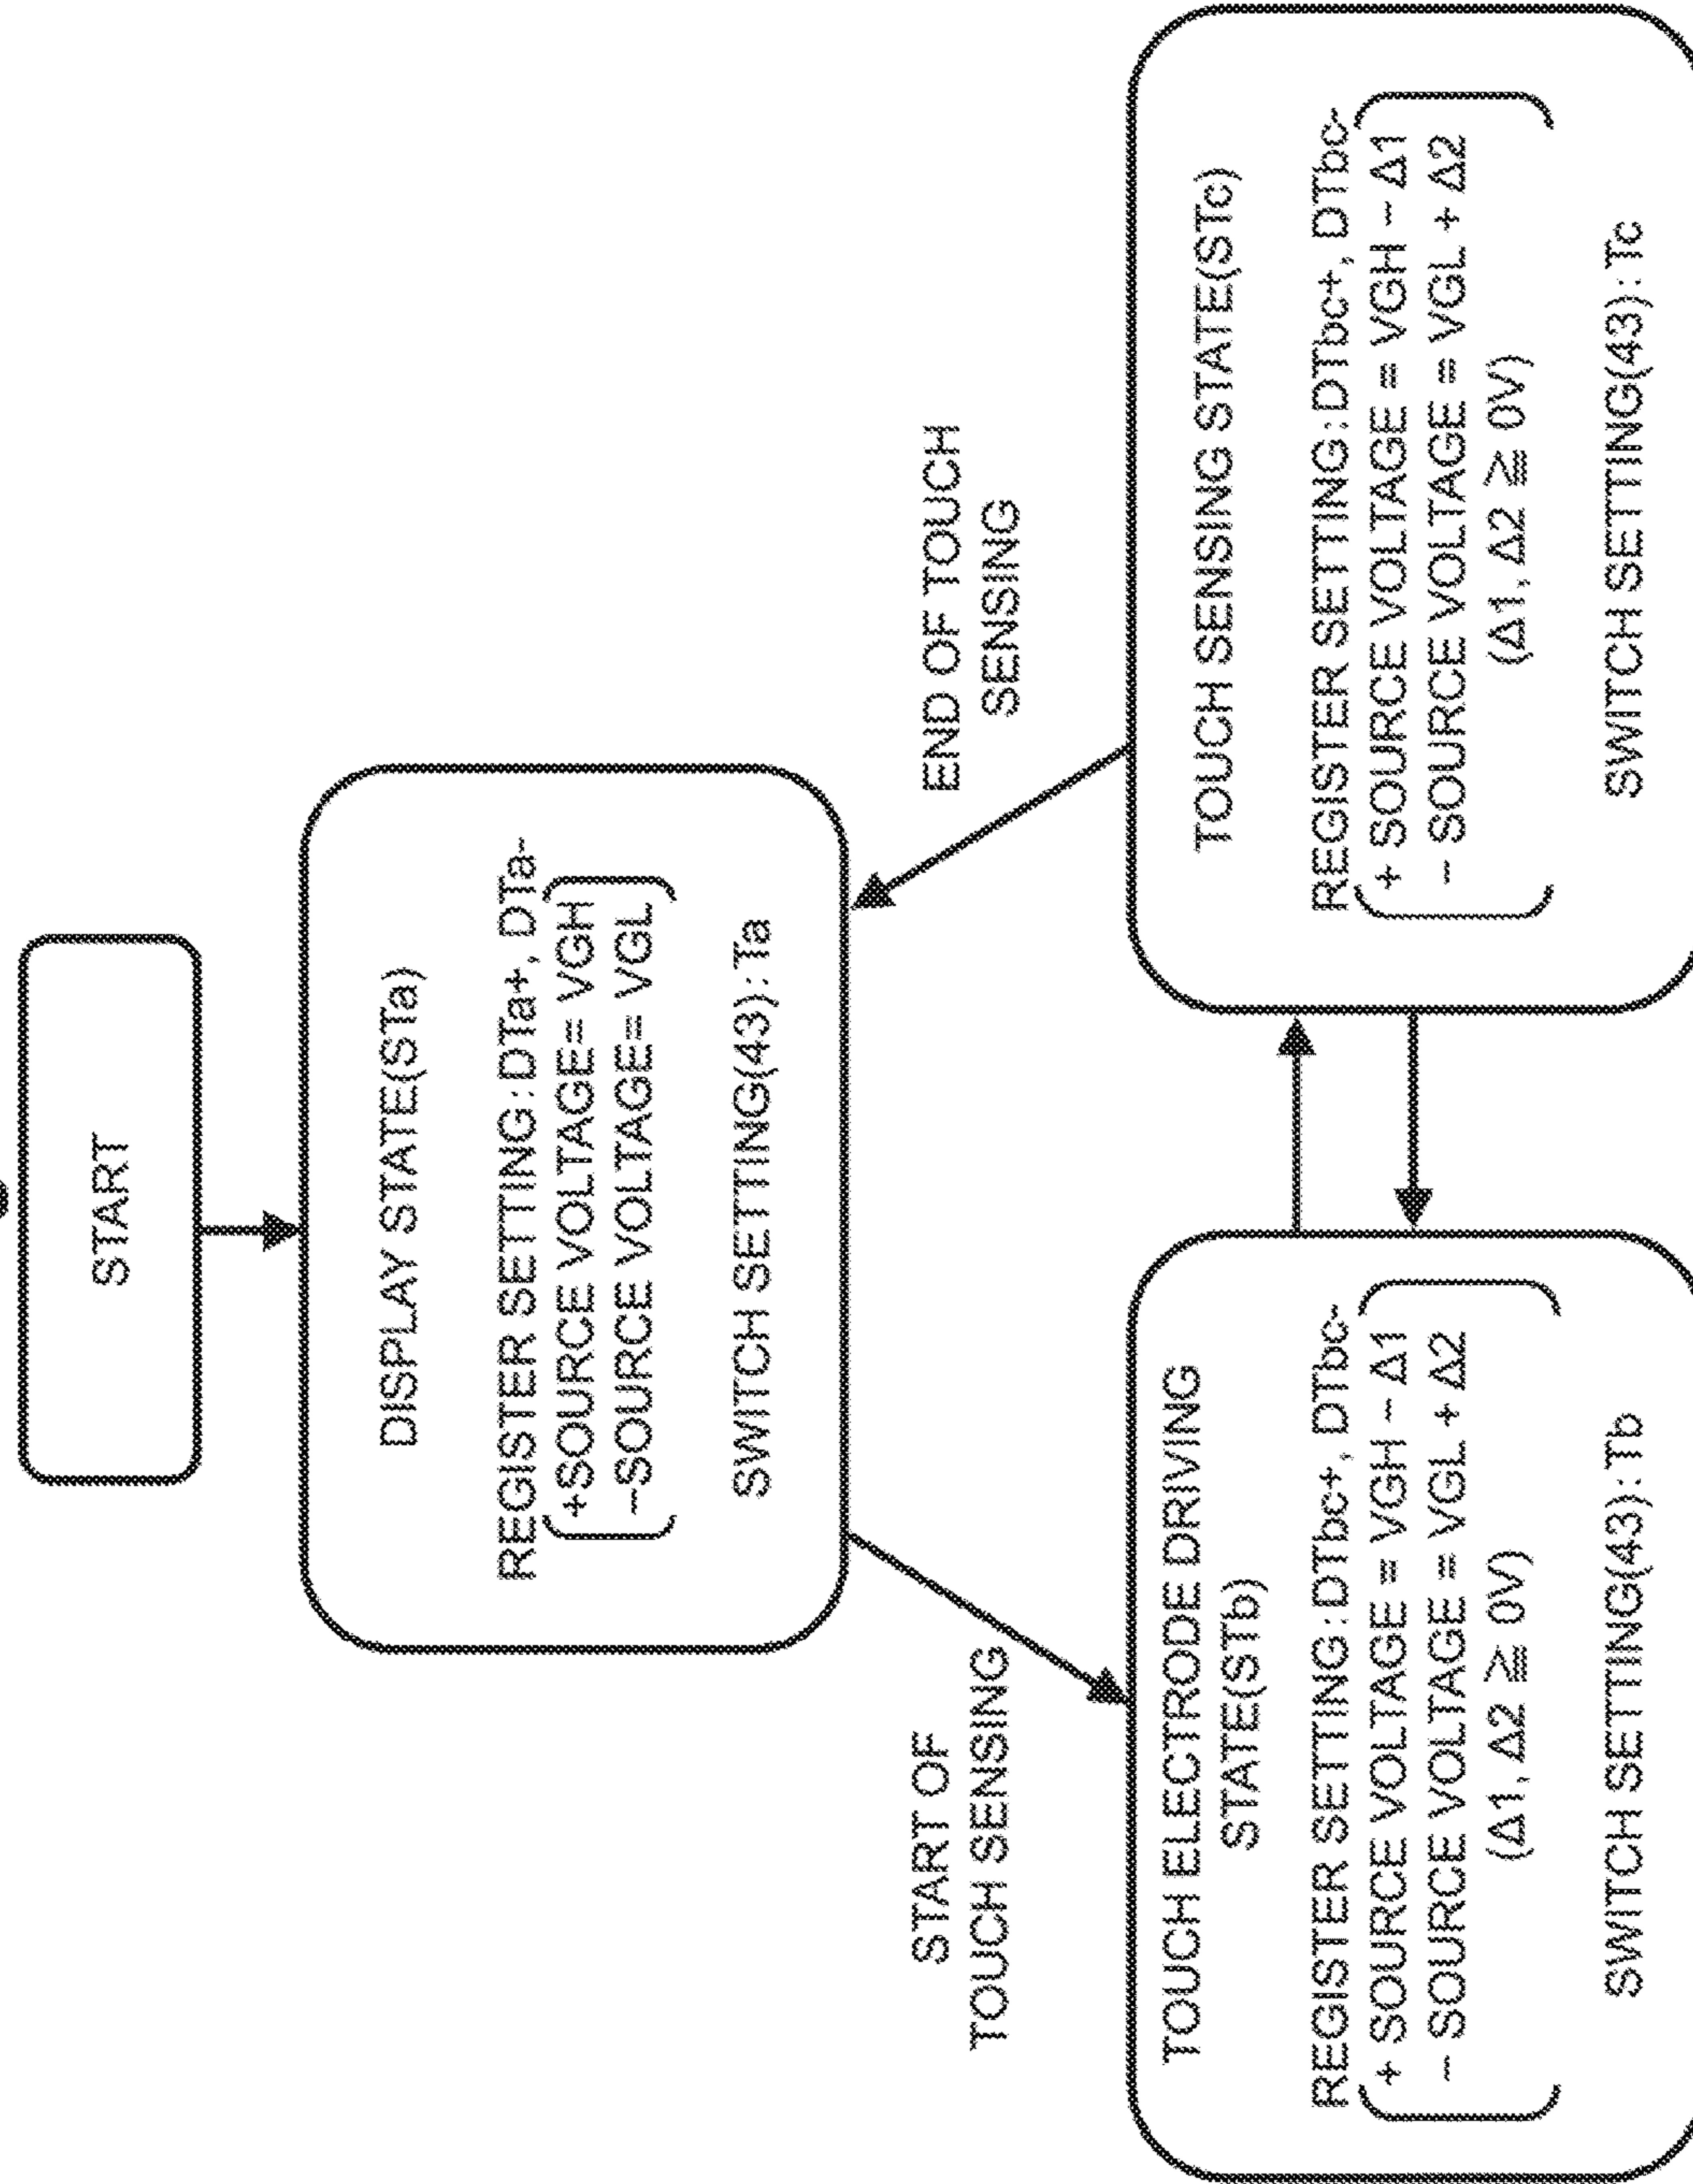 START
DISPLAY STATE(STa)
REGISTER SETTING:DTa+, DTa-
+SOURCE VOLTAGE= VGH
−SOURCE VOLTAGE= VGL
SWITCH SETTING(43):Ta
START OF
TOUCH SENSING
END OF TOUCH
SENSING
TOUCH ELECTRODE DRIVING
STATE(STb)
REGISTER SETTING:DTbc+, DTbc-
+ SOURCE VOLTAGE = VGH − Δ1
− SOURCE VOLTAGE = VGL + Δ2
(Δ1, Δ2 ≧ 0V)
SWITCH SETTING(43):Tb
TOUCH SENSING STATE(STc)
REGISTER SETTING:DTbc+, DTbc-
+ SOURCE VOLTAGE = VGH − Δ1
− SOURCE VOLTAGE = VGL + Δ2
(Δ1, Δ2 ≧ 0V)
SWITCH SETTING(43):Tc